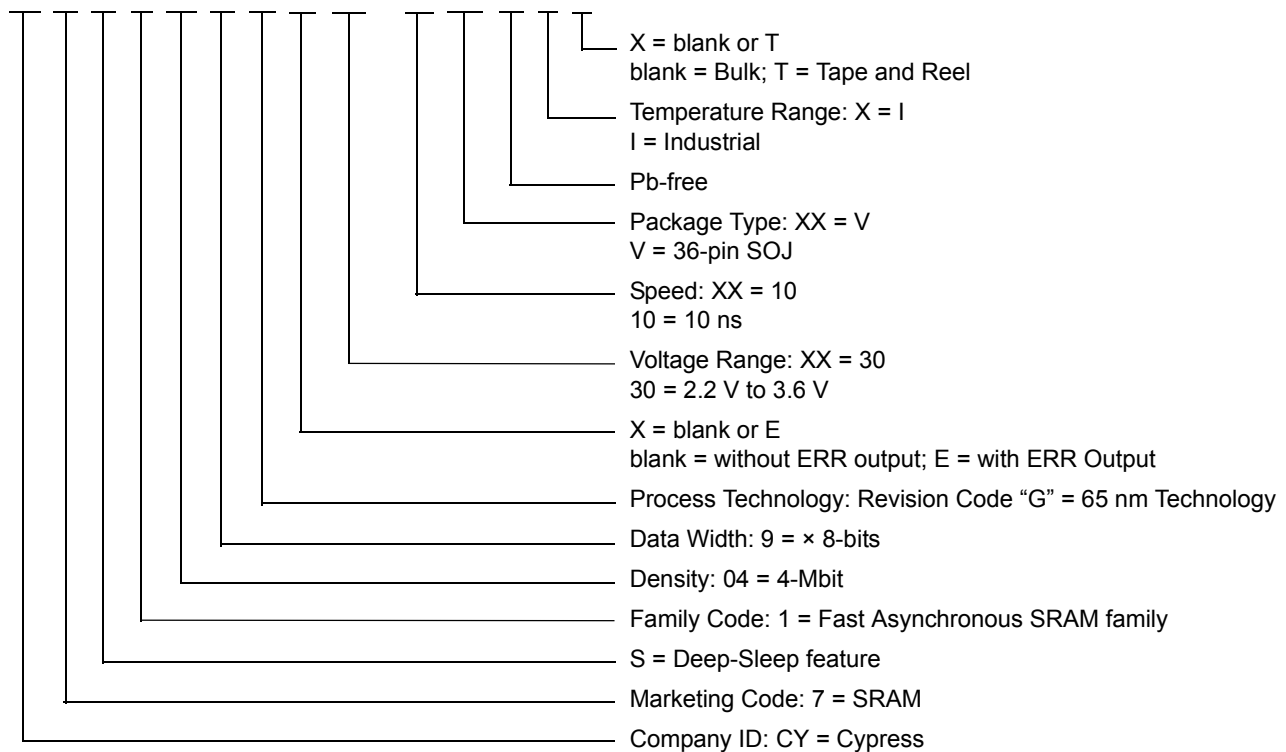 X = blank or T
blank = Bulk; T = Tape and Reel
Temperature Range: X = I
I = Industrial
Pb-free
Package Type: XX = V
V = 36-pin SOJ
Speed: XX = 10
10 = 10 ns
Voltage Range: XX = 30
30 = 2.2 V to 3.6 V
X = blank or E
blank = without ERR output; E = with ERR Output
Process Technology: Revision Code “G” = 65 nm Technology
Data Width: 9 = × 8-bits
Density: 04 = 4-Mbit
Family Code: 1 = Fast Asynchronous SRAM family
S = Deep-Sleep feature
Marketing Code: 7 = SRAM
Company ID: CY = Cypress